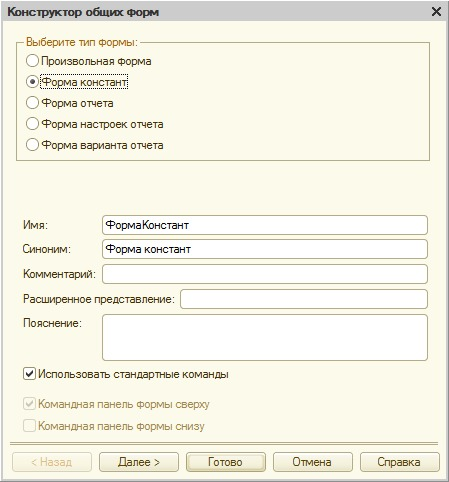 Конструктор общих форм
Выберите тип формы:
Произвольная форма
Форма констант
Форма отчета
Форма настроек отчета
Форма варианта отчета
Имя: ФормаКонстант
Синоним: Форма констант
Комментарий:
Расширенное представление:
Пояснение:
Использовать стандартные команды
Командная панель формы сверху
Командная панель формы снизу
< Назад Далее > Готово Отмена Справка